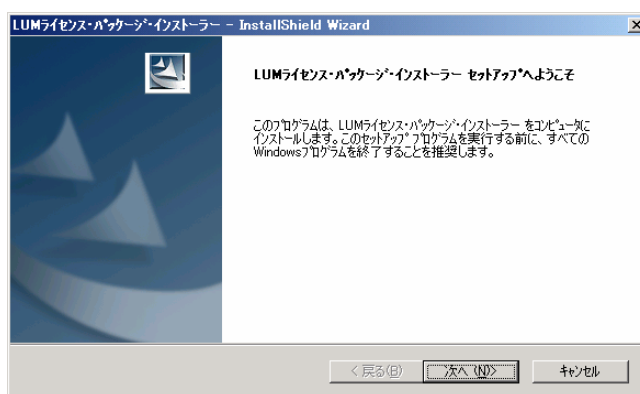 LUMﾗｲｾﾝｽ・ﾊﾟｯｹｰｼﾞ・ｲﾝｽﾄｰﾗｰ - InstallShield Wizard
LUMﾗｲｾﾝｽ・ﾊﾟｯｹｰｼﾞ・ｲﾝｽﾄｰﾗｰ ｾｯﾄｱｯﾌﾟへようこそ
このﾌﾟﾛｸﾞﾗﾑは、LUMﾗｲｾﾝｽ・ﾊﾟｯｹｰｼﾞ・ｲﾝｽﾄｰﾗｰ をｺﾝﾋﾟｭｰﾀに
ｲﾝｽﾄｰﾙします。このｾｯﾄｱｯﾌﾟ ﾌﾟﾛｸﾞﾗﾑを実行する前に、すべての
Windowsﾌﾟﾛｸﾞﾗﾑを終了することを推奨します。
< 戻る(B) 次へ (N)> ｷｬﾝｾﾙ